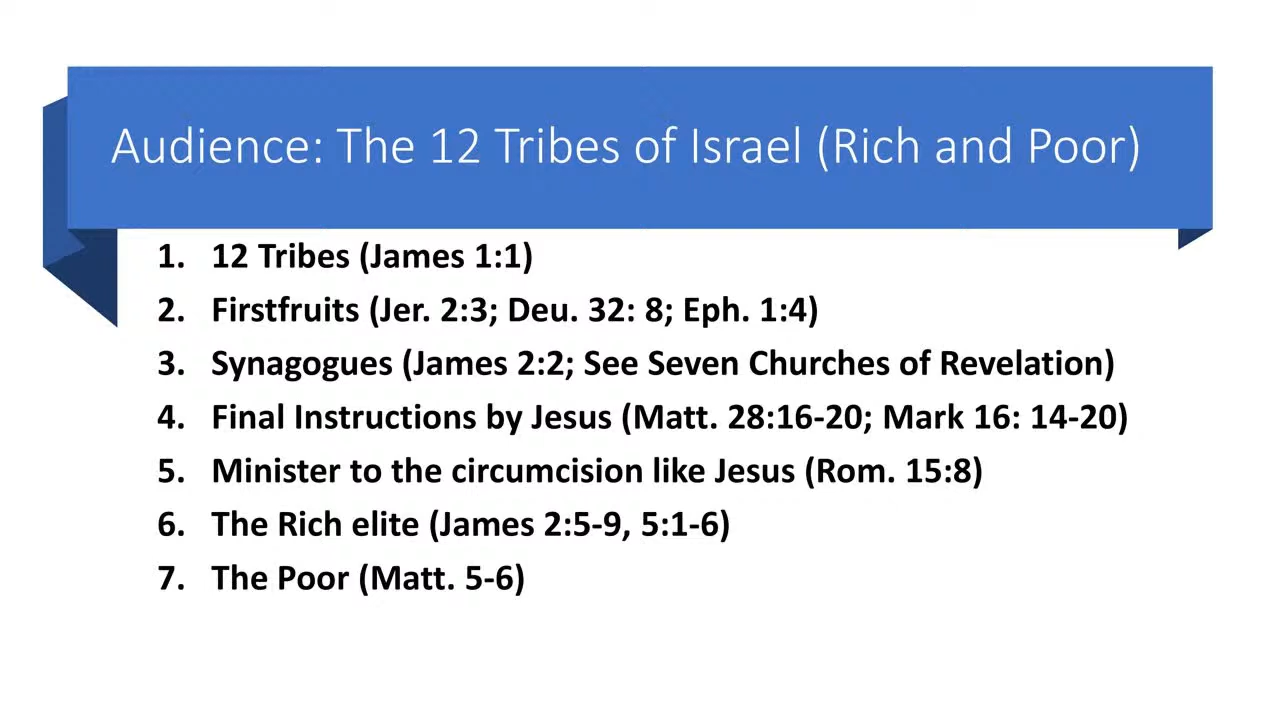 Audience: The 12 Tribes of Israel (Rich and Poor)
1. 12 Tribes (James 1:1)
2. Firstfruits (Jer. 2:3; Deu. 32: 8; Eph. 1:4)
3. Synagogues (James 2:2; See Seven Churches of Revelation)
4. Final Instructions by Jesus (Matt. 28:16-20; Mark 16: 14-20)
5. Minister to the circumcision like Jesus (Rom. 15:8)
6. The Rich elite (James 2:5-9, 5:1-6)
7. The Poor (Matt. 5-6)